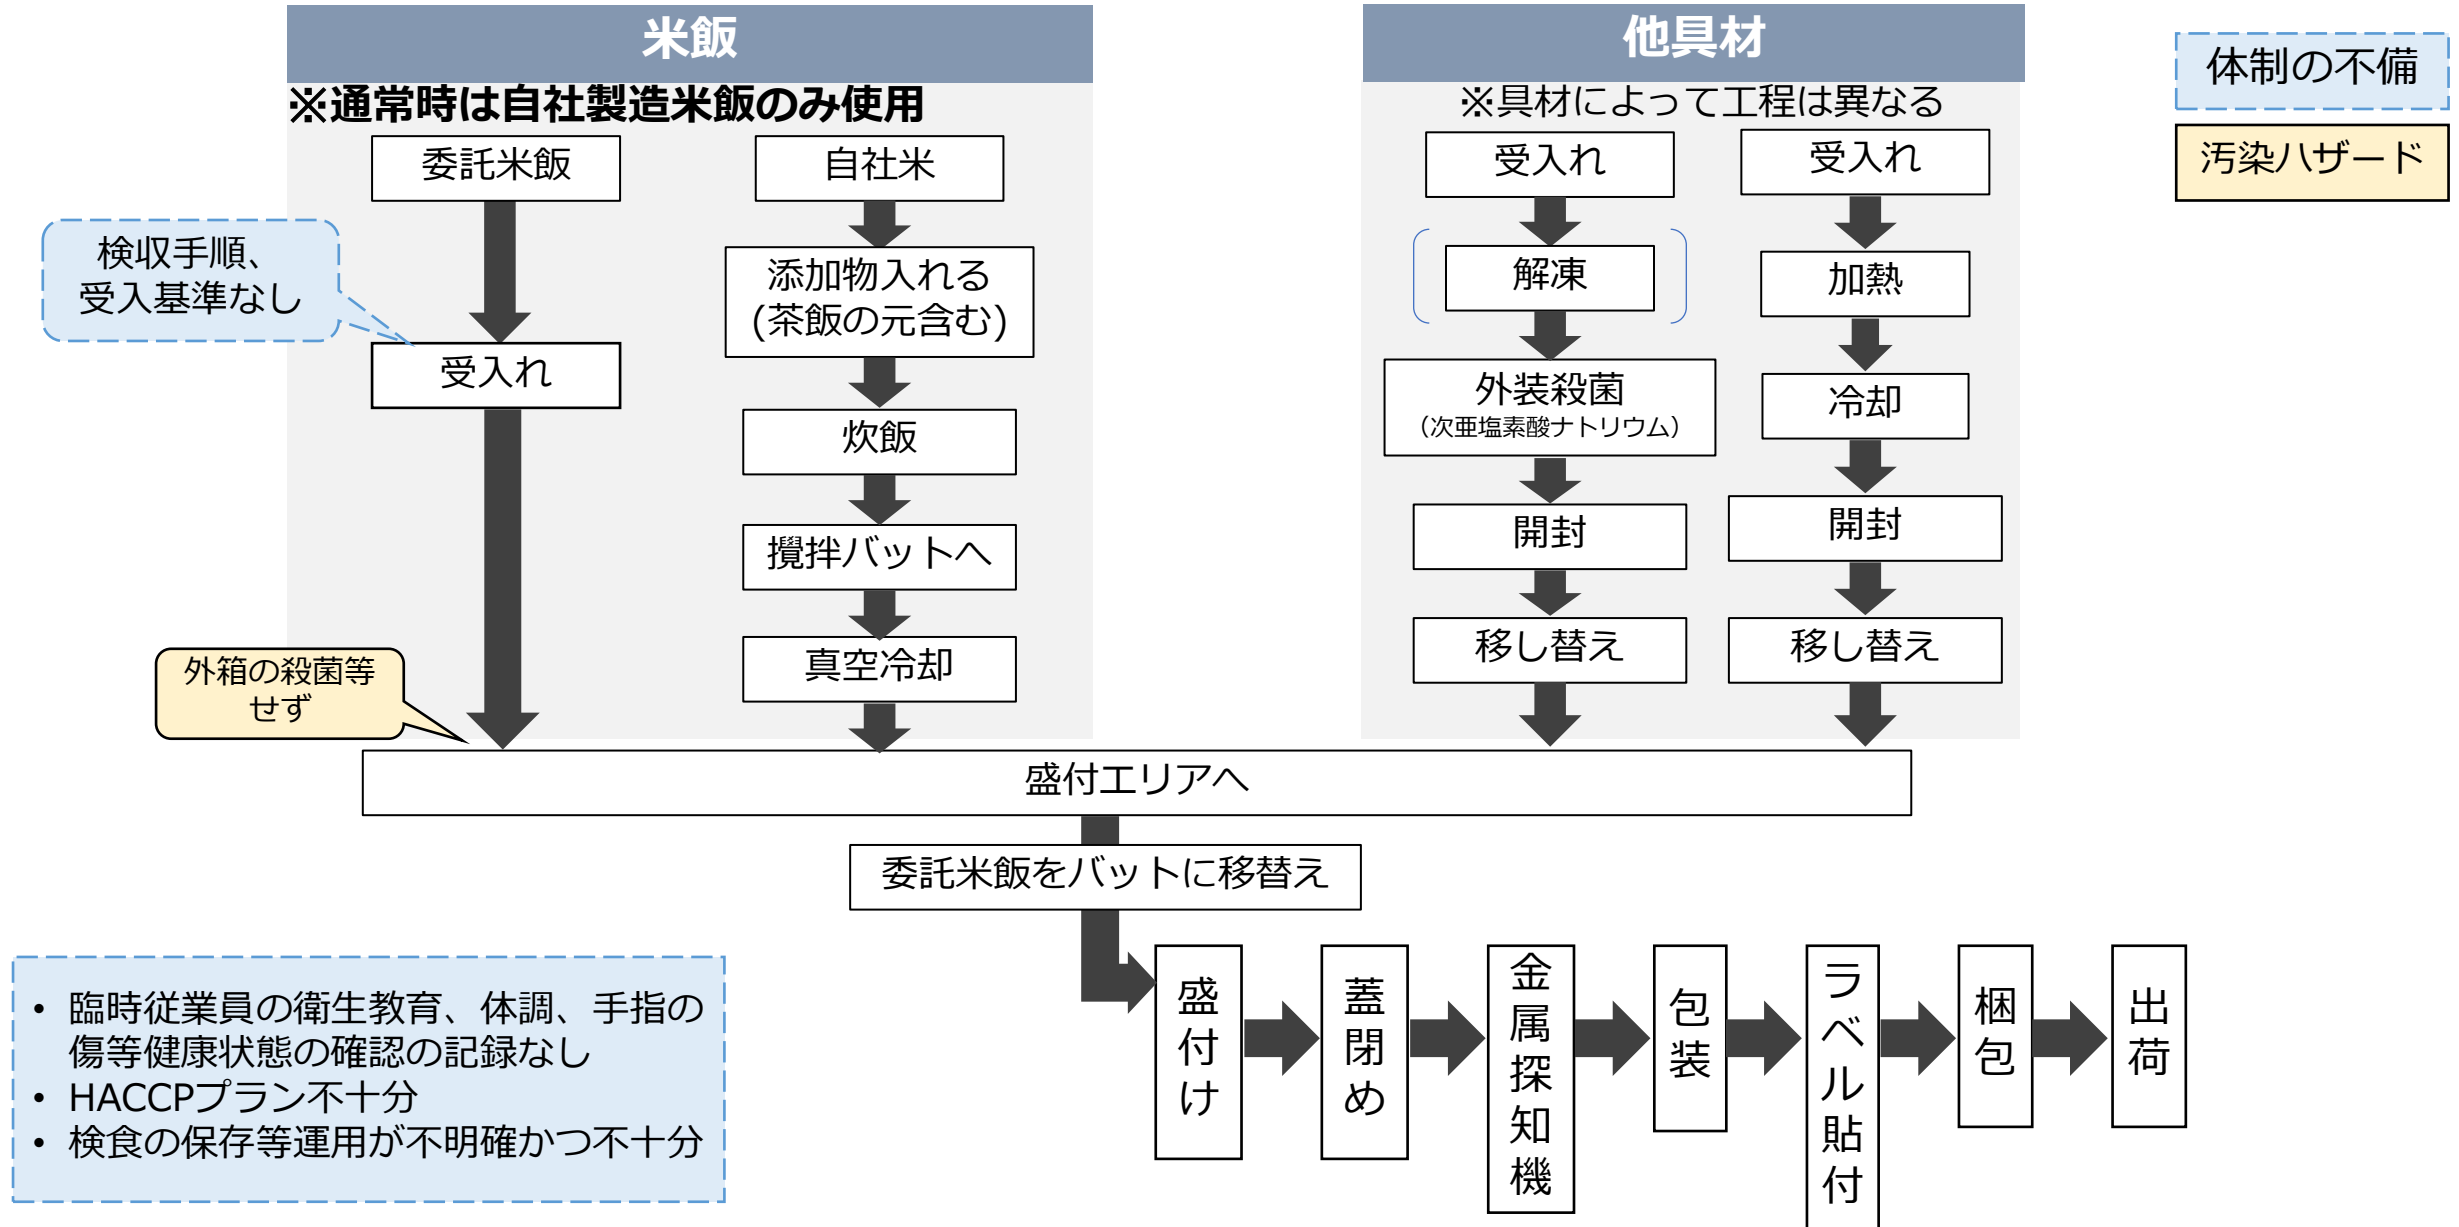 米飯
※通常時は自社製造米飯のみ使用
委託米飯
検収手順、
受入基準なし
受入れ
外箱の殺菌等
せず
自社米
添加物入れる
(茶飯の元含む)
炊飯
攪拌バットへ
真空冷却
他具材
※具材によって工程は異なる
受入れ
解凍
外装殺菌
（次亜塩素酸ナトリウム）
開封
移し替え
受入れ
加熱
冷却
開封
移し替え
体制の不備
汚染ハザード
盛付エリアへ
委託米飯をバットに移替え
盛付け
蓋閉め
金属探知機
包装
ラベル貼付
梱包
出荷
• 臨時従業員の衛生教育、体調、手指の
傷等健康状態の確認の記録なし
• HACCPプラン不十分
• 検食の保存等運用が不明確かつ不十分